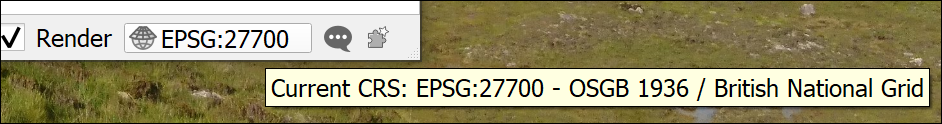 Render EPSG:27700
Current CRS: EPSG:27700 - OSGB 1936 / British National Grid